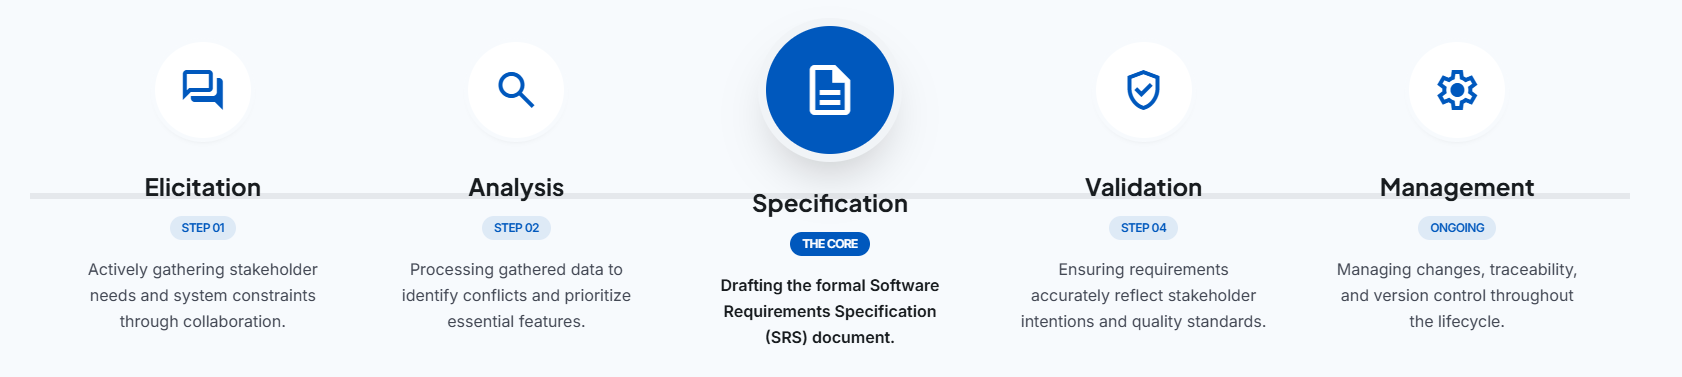 Elicitation
STEP 01
Actively gathering stakeholder
needs and system constraints
through collaboration.
Analysis
STEP 02
Processing gathered data to
identify conflicts and prioritize
essential features.
Specification
THE CORE
Drafting the formal Software
Requirements Specification
(SRS) document.
Validation
STEP 04
Ensuring requirements
accurately reflect stakeholder
intentions and quality standards.
Management
ONGOING
Managing changes, traceability,
and version control throughout
the lifecycle.